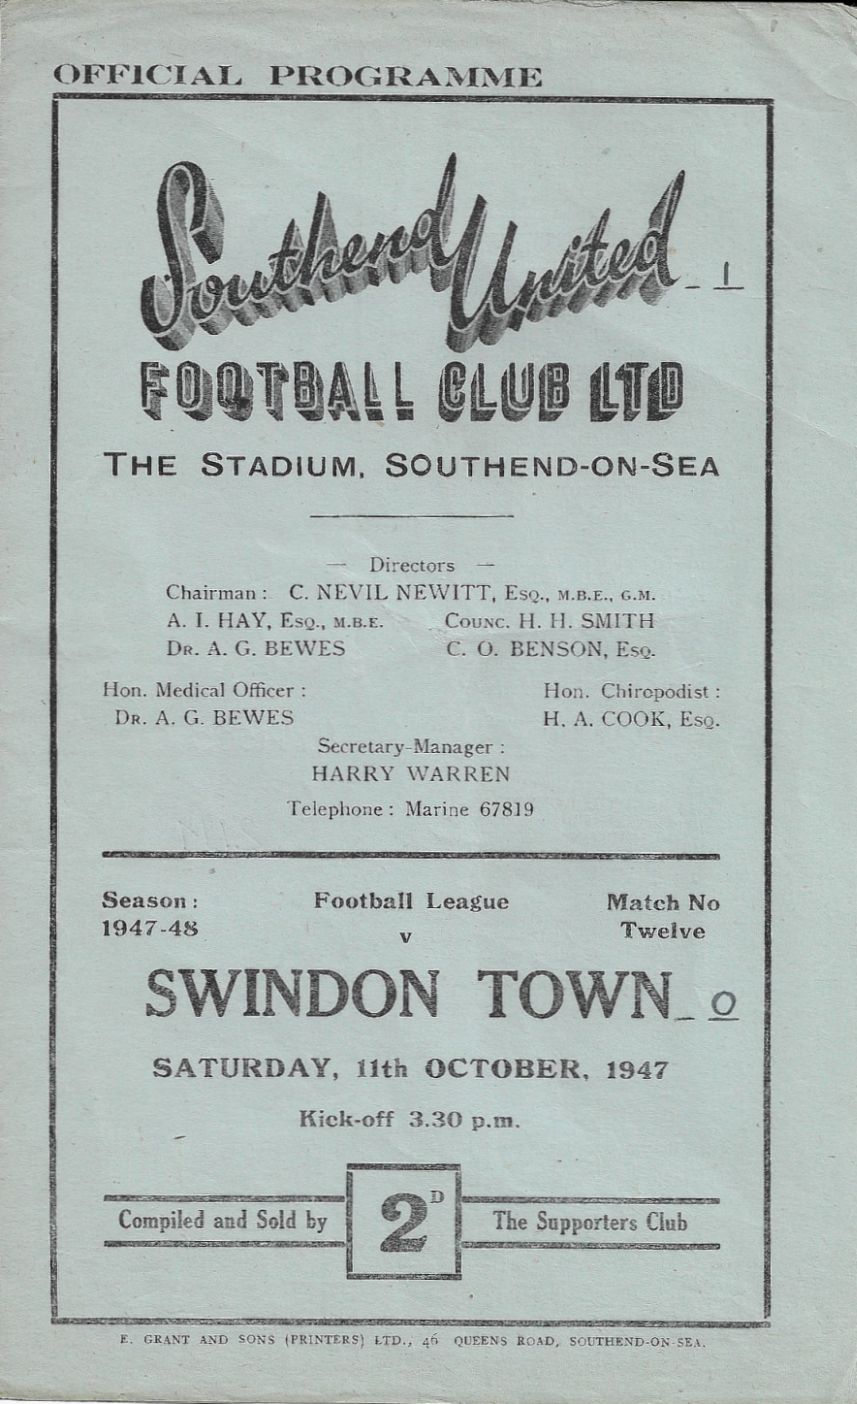 OFFICIAL PROGRAMME
Southend United - 1
FOOTBALL CLUB LTD
THE STADIUM, SOUTHEND-ON-SEA
— Directors —
Chairman : C. NEVIL NEWITT, ESQ., M.B.E., G.M.
A. I. HAY, ESQ., M.B.E. COUNC. H. H. SMITH
DR. A. G. BEWES C. O. BENSON, ESQ.
Hon. Medical Officer : Hon. Chiropodist :
DR. A. G. BEWES H. A. COOK, ESQ.
Secretary-Manager :
HARRY WARREN
Telephone : Marine 67819
Season : Football League Match No
1947-48 v Twelve
SWINDON TOWN - 0
SATURDAY, 11th OCTOBER, 1947
Kick-off 3.30 p.m.
Compiled and Sold by 2D The Supporters Club
E. GRANT AND SONS (PRINTERS) LTD., 46 QUEENS ROAD, SOUTHEND-ON-SEA.